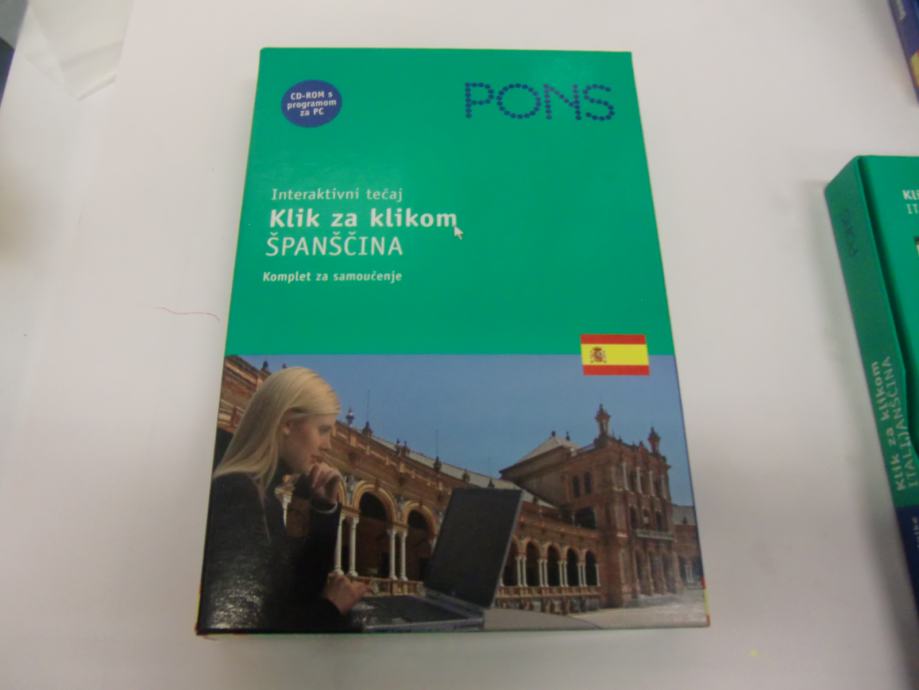 CD-ROM s
programom
za PC
PONS
Interaktivni tečaj
Klik za klikom
ŠPANŠČINA
Komplet za samoučenje
PONS
Klik za klikom
ITALIJANŠČINA